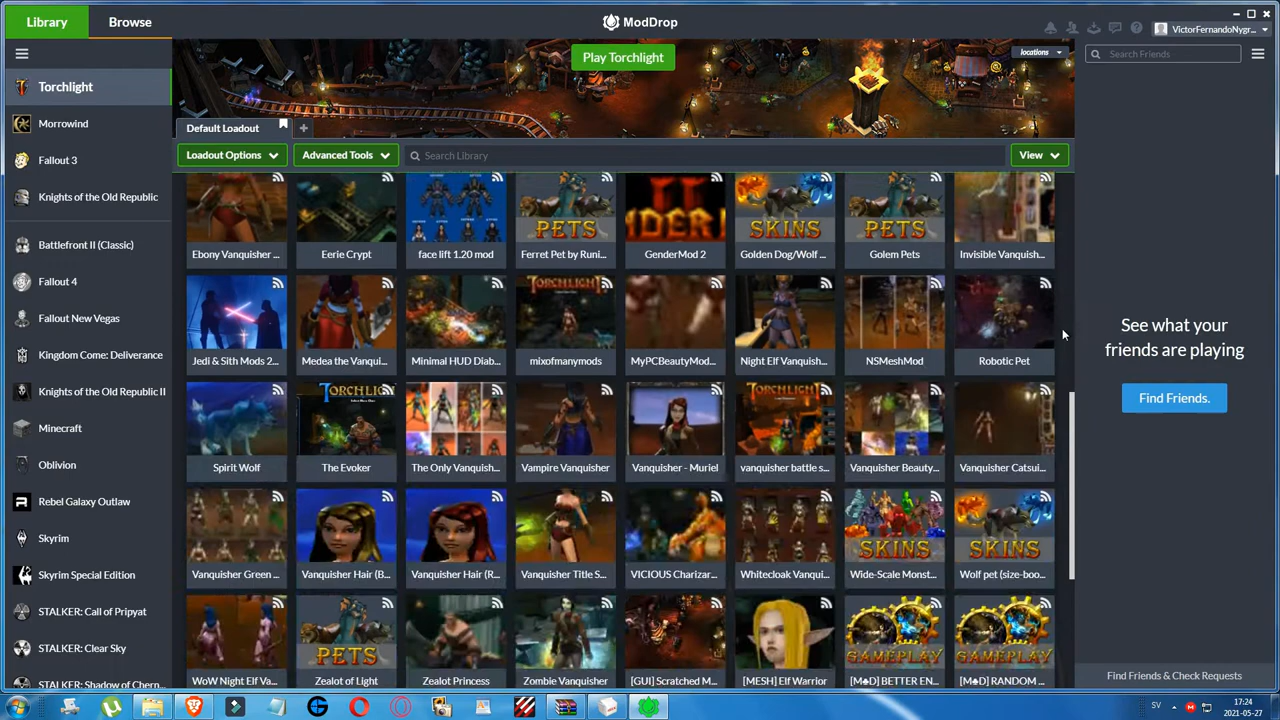 Library
Browse
ModDrop
VictorFernandoNygr...
Play Torchlight
locations
Search Friends
Torchlight
Morrowind
Fallout 3
Knights of the Old Republic
Battlefront II (Classic)
Fallout 4
Fallout New Vegas
Kingdom Come: Deliverance
Knights of the Old Republic II
Minecraft
Oblivion
Rebel Galaxy Outlaw
Skyrim
Skyrim Special Edition
STALKER: Call of Pripyat
STALKER: Clear Sky
STALKER: Shadow of Chern...
Default Loadout
Loadout Options
Advanced Tools
Search Library
View
PETS
SKINS
PETS
Ebony Vanquisher ...
Eerie Crypt
face lift 1.20 mod
Ferret Pet by Runi...
GenderMod 2
Golden Dog/Wolf ...
Golem Pets
Invisible Vanquish...
TORCHLIGHT
Jedi & Sith Mods 2...
Medea the Vanqui...
Minimal HUD Diab...
mixofmanymods
MyPCBeautyMod...
Night Elf Vanquish...
NSMeshMod
Robotic Pet
TORCHLIGHT
Spirit Wolf
The Evoker
The Only Vanquish...
Vampire Vanquisher
Vanquisher - Muriel
vanquisher battle s...
Vanquisher Beauty...
Vanquisher Catsui...
SKINS
SKINS
Vanquisher Green ...
Vanquisher Hair (B...
Vanquisher Hair (R...
Vanquisher Title S...
VICIOUS Charizar...
Whitecloak Vanqui...
Wide-Scale Monst...
Wolf pet (size-boo...
PETS
GAMEPLAY
GAMEPLAY
WoW Night Elf Va...
Zealot of Light
Zealot Princess
Zombie Vanquisher
[GUI] Scratched M...
[MESH] Elf Warrior
[M♣D] BETTER EN...
[M♣D] RANDOM ...
See what your
friends are playing
Find Friends.
Find Friends & Check Requests
SV
17:24
2021-05-27